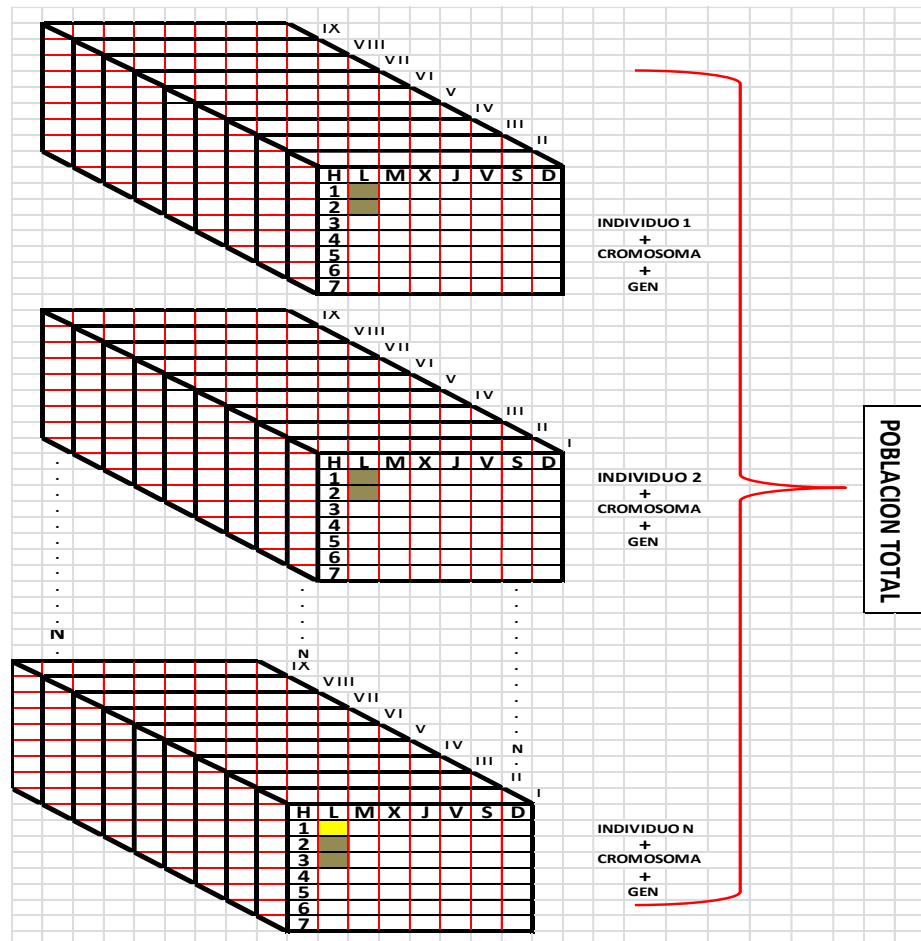 IX
VIII
VII
VI
V
IV
III
II
H L M X J V S D
1
2
3
4
5
6
7
INDIVIDUO 1
+
CROMOSOMA
+
GEN
IX
VIII
VII
VI
V
IV
III
II
I
H L M X J V S D
1
2
3
4
5
6
7
INDIVIDUO 2
+
CROMOSOMA
+
GEN
POBLACION TOTAL
N
N
N
IX
VIII
VII
VI
V
IV
III
II
I
H L M X J V S D
1
2
3
4
5
6
7
INDIVIDUO N
+
CROMOSOMA
+
GEN